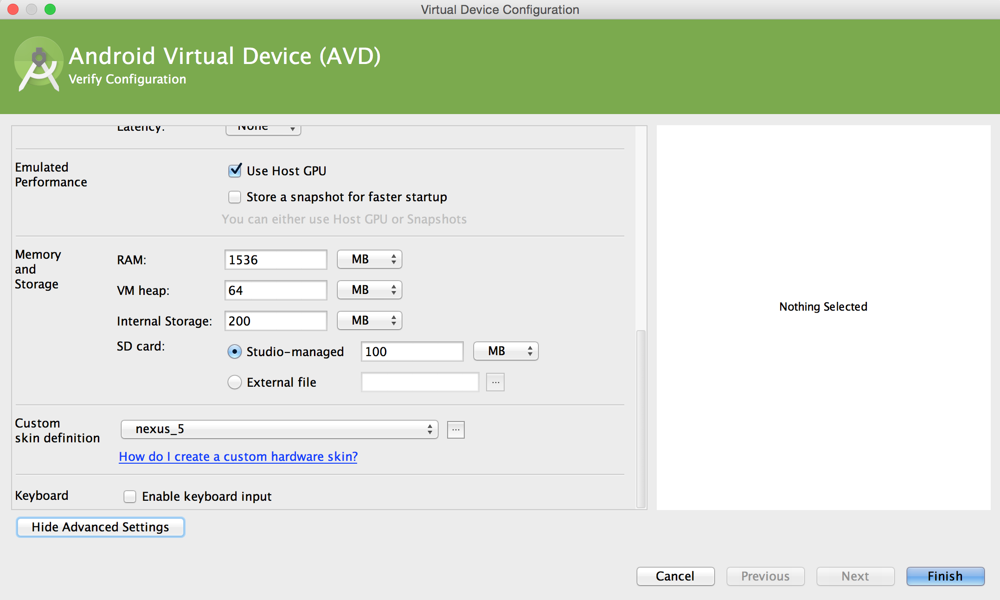 Virtual Device Configuration
Android Virtual Device (AVD)
Verify Configuration
Latency: None
Emulated
Performance
Use Host GPU
Store a snapshot for faster startup
You can either use Host GPU or Snapshots
Memory
and
Storage
RAM: 1536 MB
VM heap: 64 MB
Internal Storage: 200 MB
SD card: Studio-managed 100 MB
External file ...
Custom
skin definition
nexus_5 ...
How do I create a custom hardware skin?
Keyboard Enable keyboard input
Nothing Selected
Hide Advanced Settings
Cancel Previous Next Finish